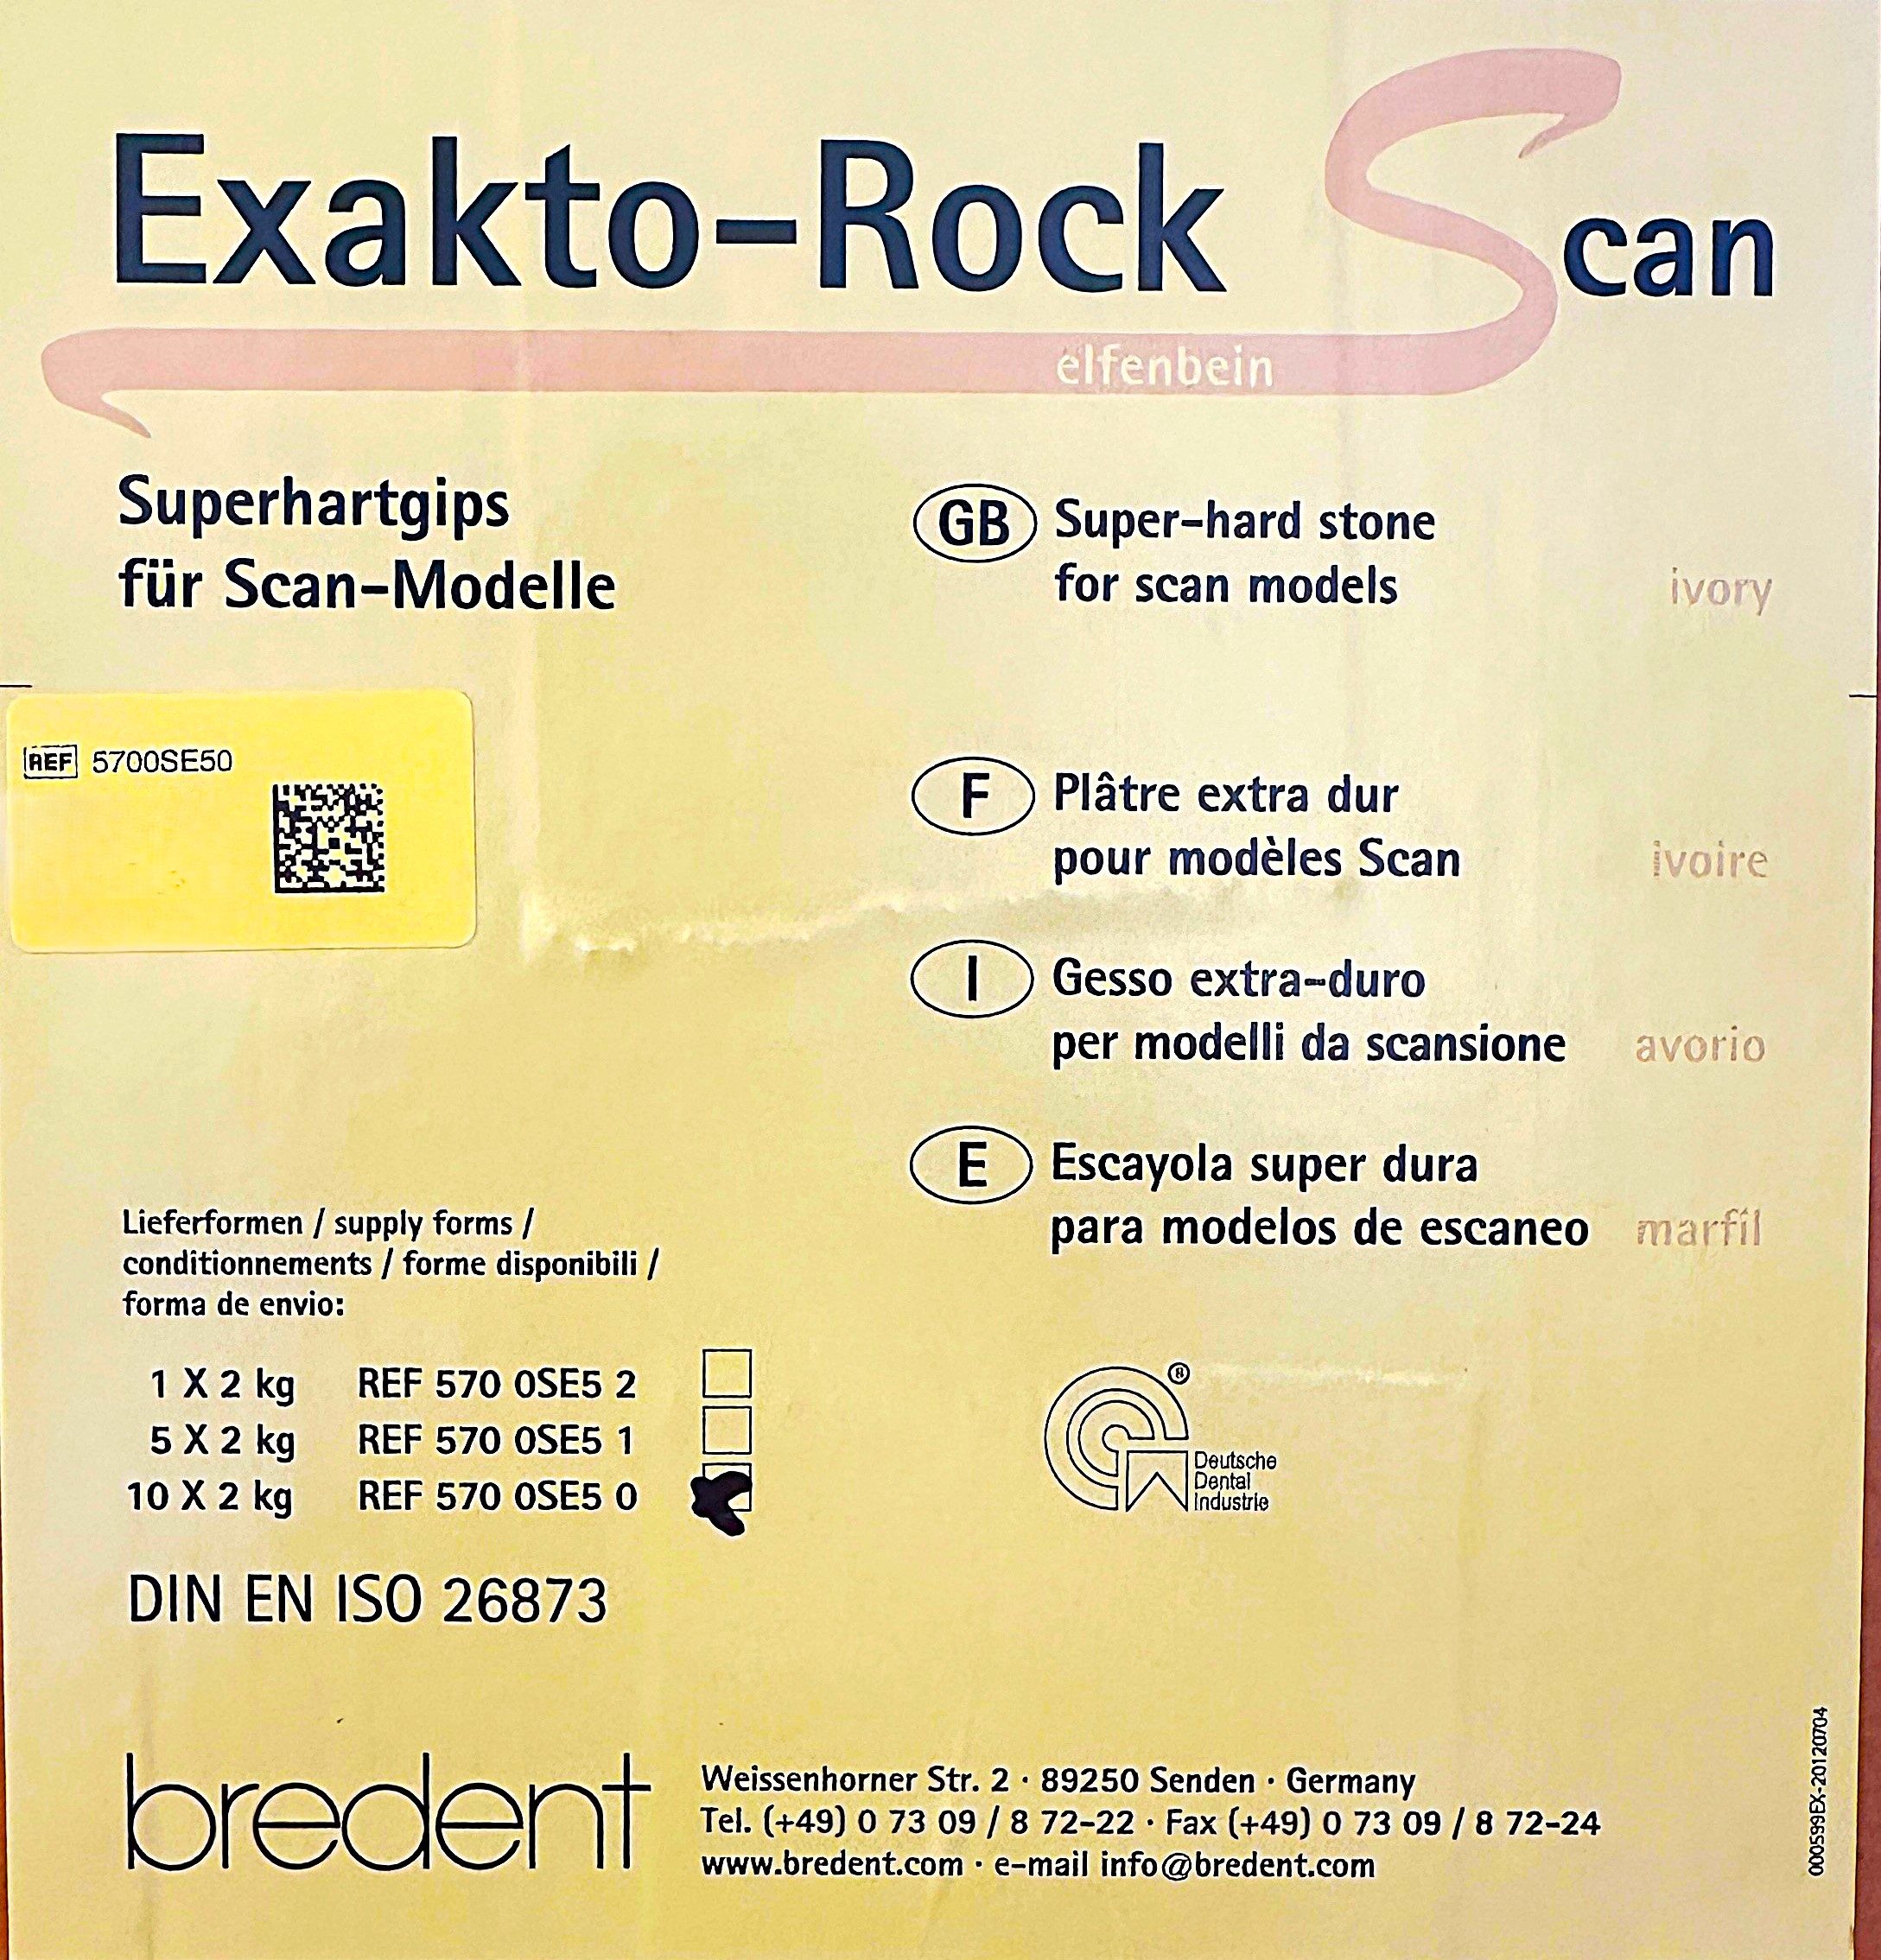 Exakto-Rock Scan
elfenbein
Superhartgips
für Scan-Modelle
GB Super-hard stone
for scan models ivory
REF 5700SE50
F Plâtre extra dur
pour modèles Scan ivoire
I Gesso extra-duro
per modelli da scansione avorio
E Escayola super dura
para modelos de escaneo marfil
Lieferformen / supply forms /
conditionnements / forme disponibili /
forma de envio:
1 X 2 kg REF 570 0SE5 2
5 X 2 kg REF 570 0SE5 1
10 X 2 kg REF 570 0SE5 0
®
Deutsche
Dental
Industrie
DIN EN ISO 26873
bredent
Weissenhorner Str. 2 · 89250 Senden · Germany
Tel. (+49) 0 73 09 / 8 72-22 · Fax (+49) 0 73 09 / 8 72-24
www.bredent.com · e-mail info@bredent.com
000599EX-20120704